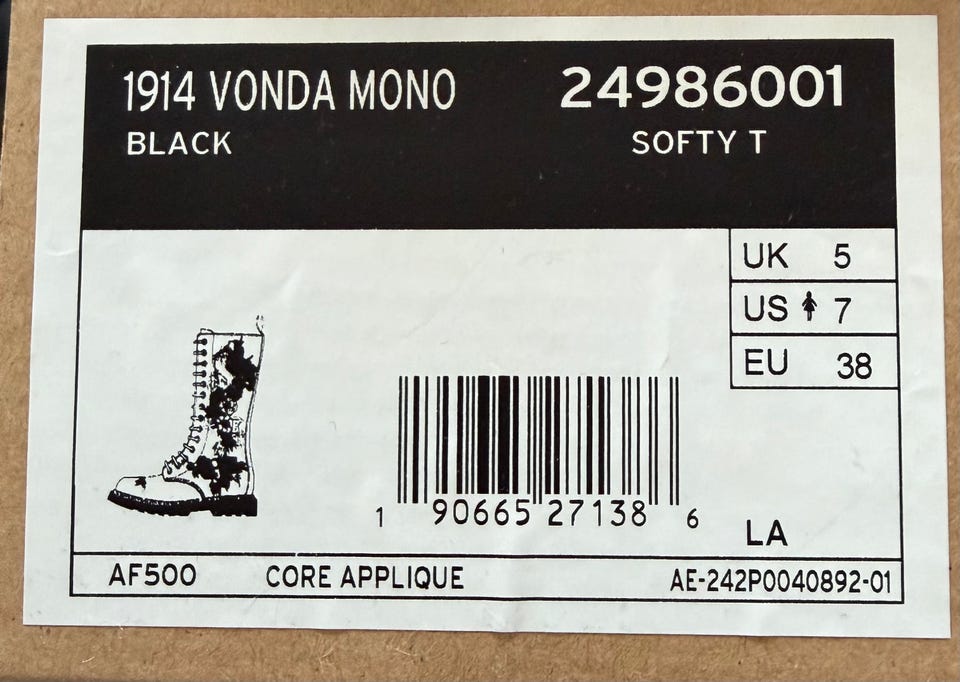 1914 VONDA MONO 24986001
BLACK SOFTY T
UK 5
US 7
EU 38
1 90665 27138 6
LA
AF500 CORE APPLIQUE AE-242P0040892-01